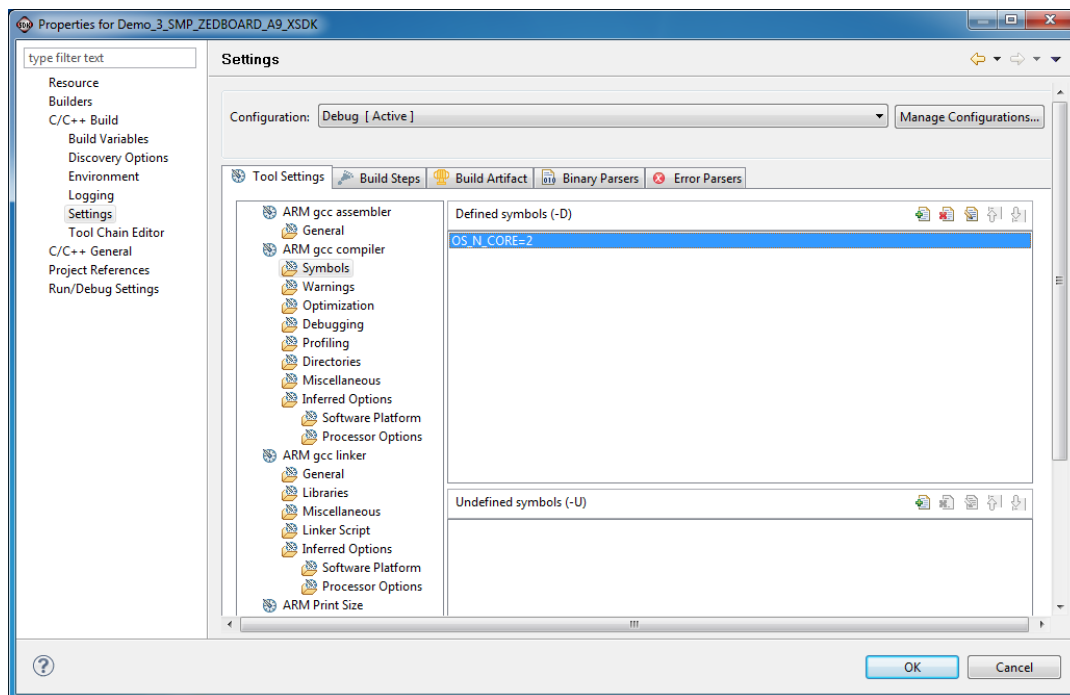 Properties for Demo_3_SMP_ZEDBOARD_A9_XSDK
type filter text
Resource
Builders
C/C++ Build
Build Variables
Discovery Options
Environment
Logging
Settings
Tool Chain Editor
C/C++ General
Project References
Run/Debug Settings
Settings
Configuration: Debug [ Active ] Manage Configurations...
Tool Settings Build Steps Build Artifact Binary Parsers Error Parsers
ARM gcc assembler
General
ARM gcc compiler
Symbols
Warnings
Optimization
Debugging
Profiling
Directories
Miscellaneous
Inferred Options
Software Platform
Processor Options
ARM gcc linker
General
Libraries
Miscellaneous
Linker Script
Inferred Options
Software Platform
Processor Options
ARM Print Size
Defined symbols (-D)
OS_N_CORE=2
Undefined symbols (-U)
OK Cancel